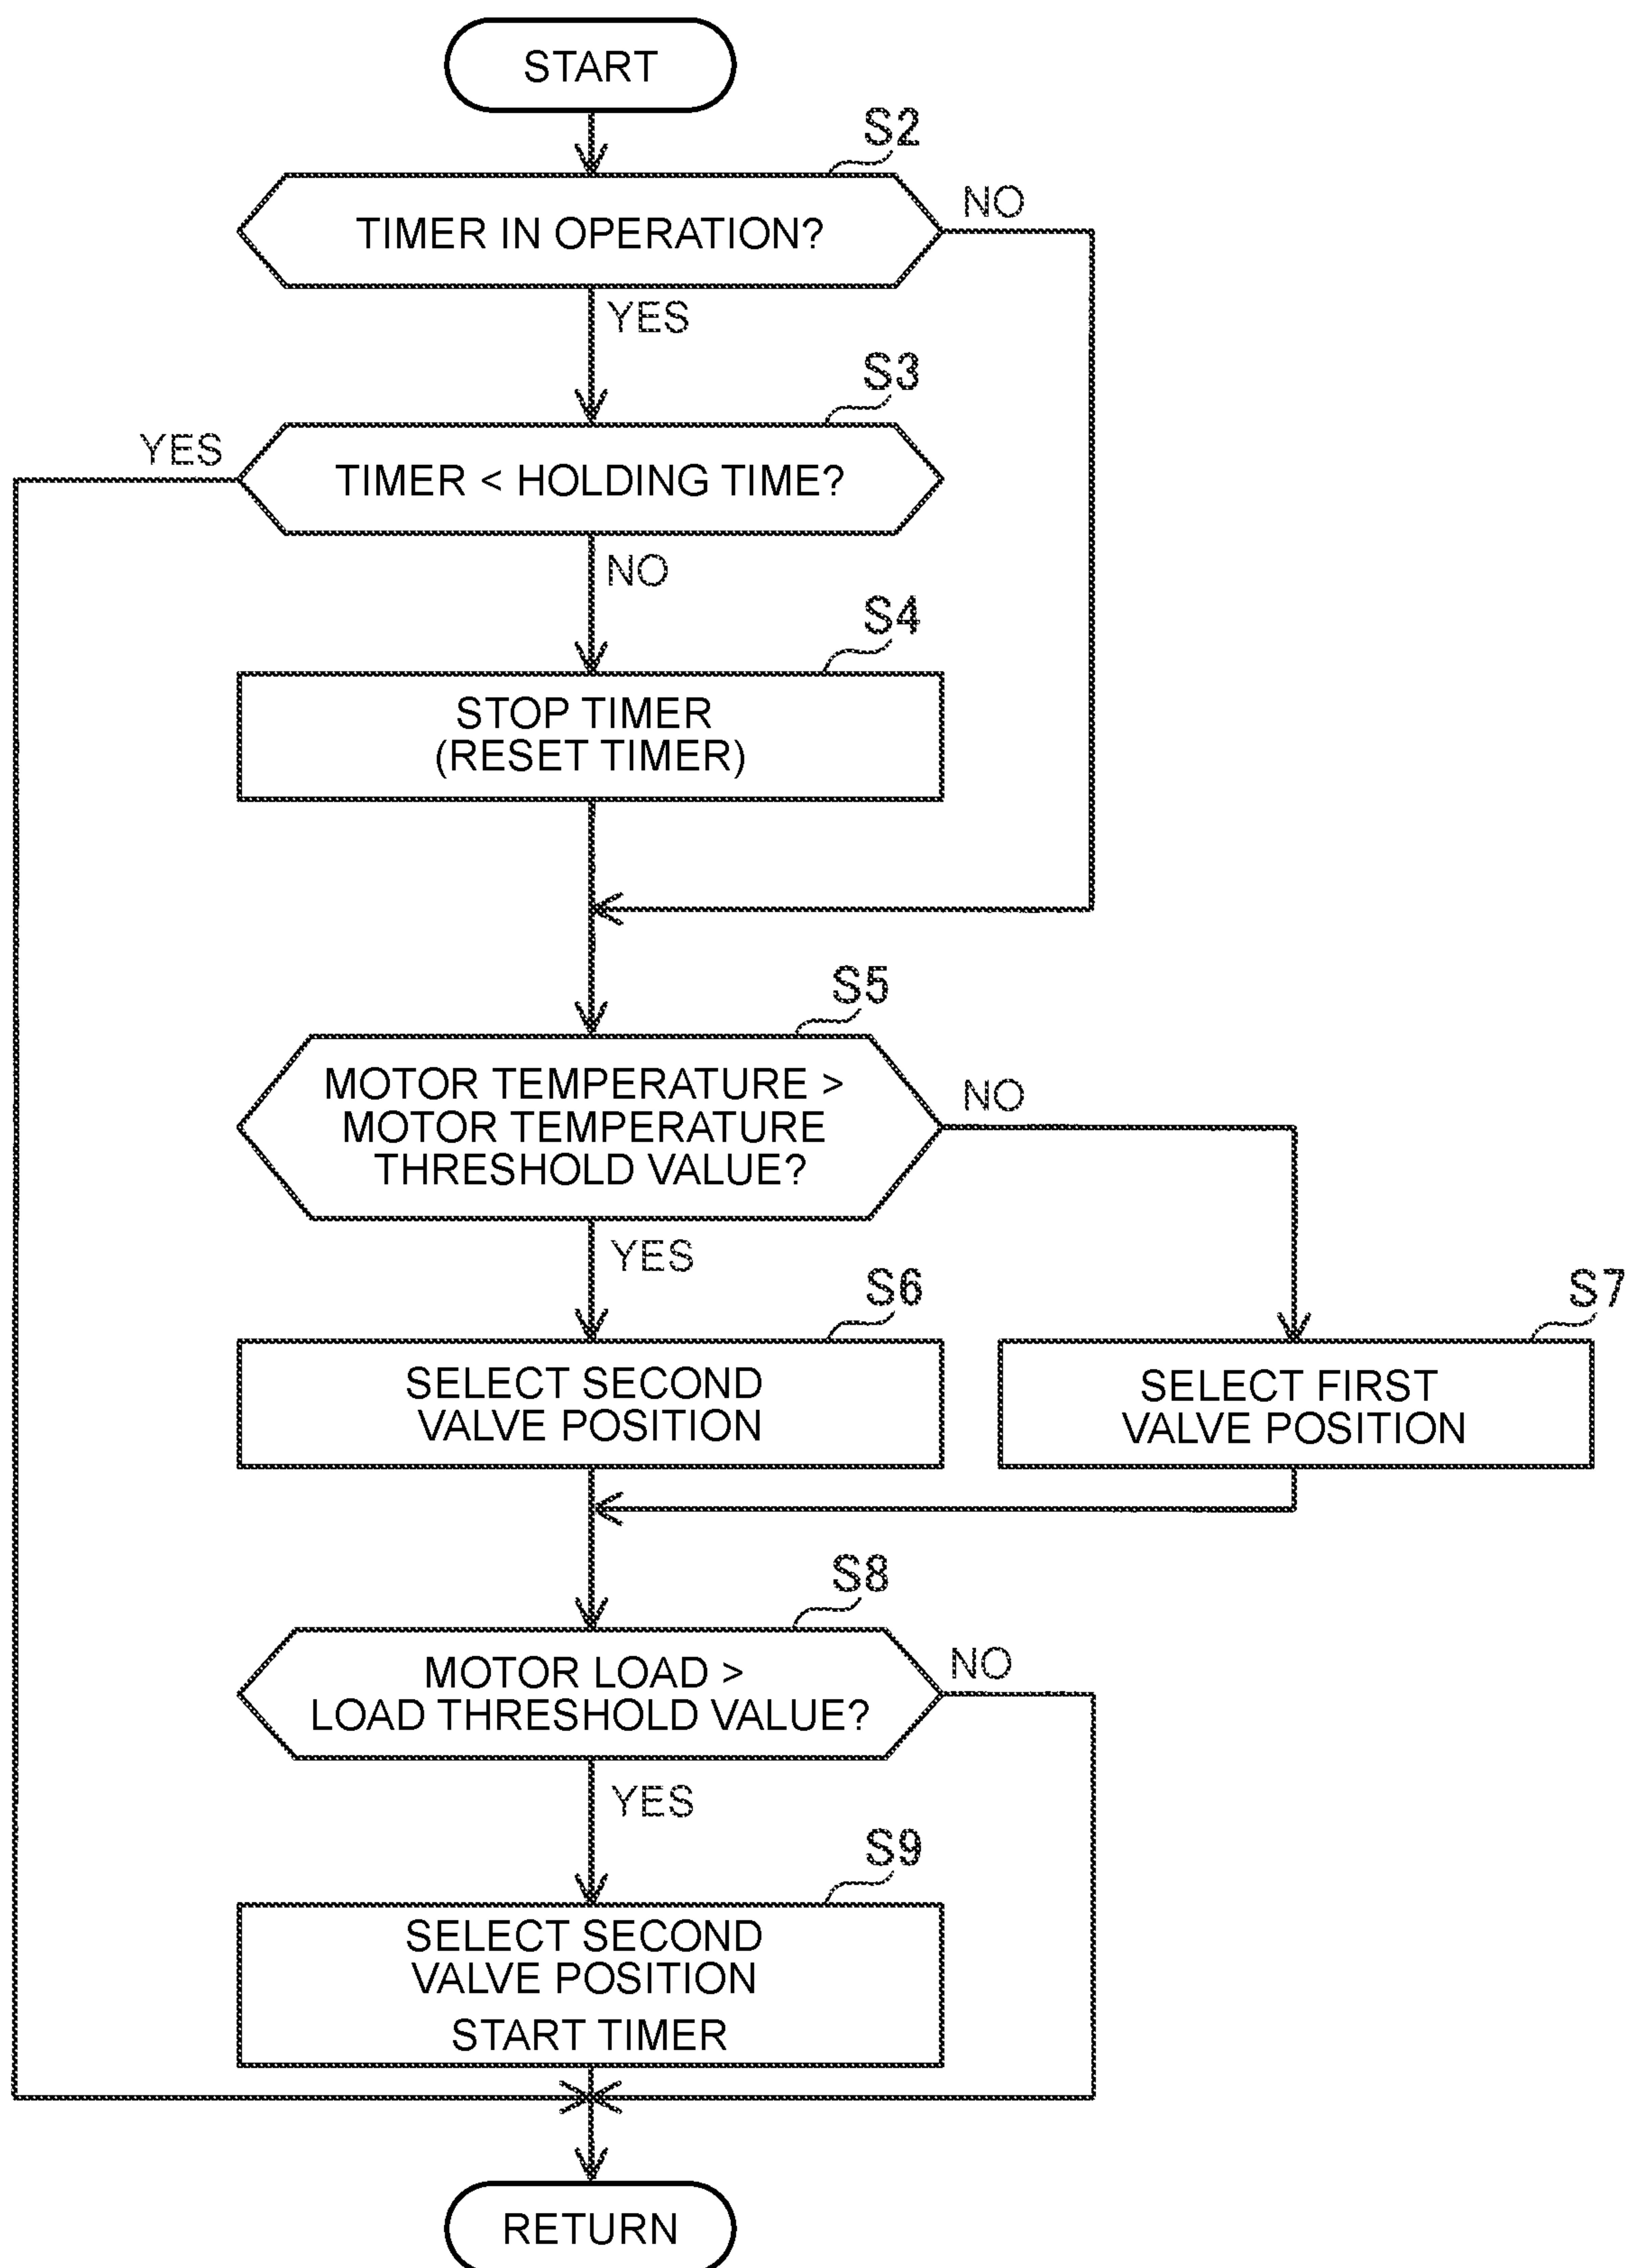 START
S2
TIMER IN OPERATION?
NO
YES
S3
YES
TIMER < HOLDING TIME?
NO
S4
STOP TIMER
(RESET TIMER)
S5
MOTOR TEMPERATURE >
MOTOR TEMPERATURE
THRESHOLD VALUE?
NO
YES
S6
S7
SELECT SECOND
VALVE POSITION
SELECT FIRST
VALVE POSITION
S8
MOTOR LOAD >
LOAD THRESHOLD VALUE?
NO
YES
S9
SELECT SECOND
VALVE POSITION
START TIMER
RETURN